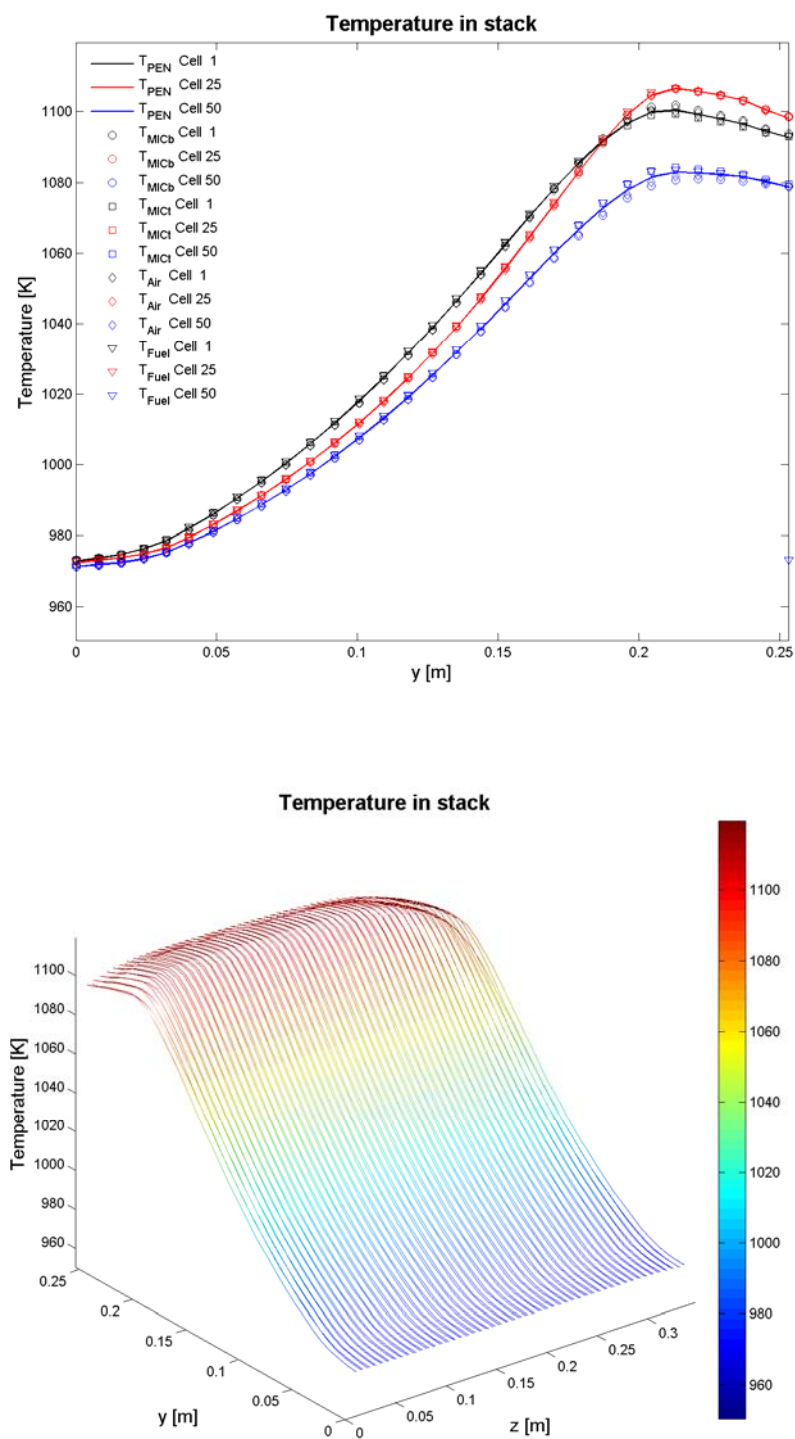 Temperature in stack
T_PEN Cell 1
T_PEN Cell 25
T_PEN Cell 50
T_MICb Cell 1
T_MICb Cell 25
T_MICb Cell 50
T_MICt Cell 1
T_MICt Cell 25
T_MICt Cell 50
T_Air Cell 1
T_Air Cell 25
T_Air Cell 50
T_Fuel Cell 1
T_Fuel Cell 25
T_Fuel Cell 50
Temperature [K]
1100
1080
1060
1040
1020
1000
980
960
0 0.05 0.1 0.15 0.2 0.25
y [m]
Temperature in stack
Temperature [K]
1100
1080
1060
1040
1020
1000
980
960
0.25
0.2
0.15
0.1
0.05
0
y [m]
0
0.05
0.1
0.15
0.2
0.25
0.3
z [m]
1100
1080
1060
1040
1020
1000
980
960